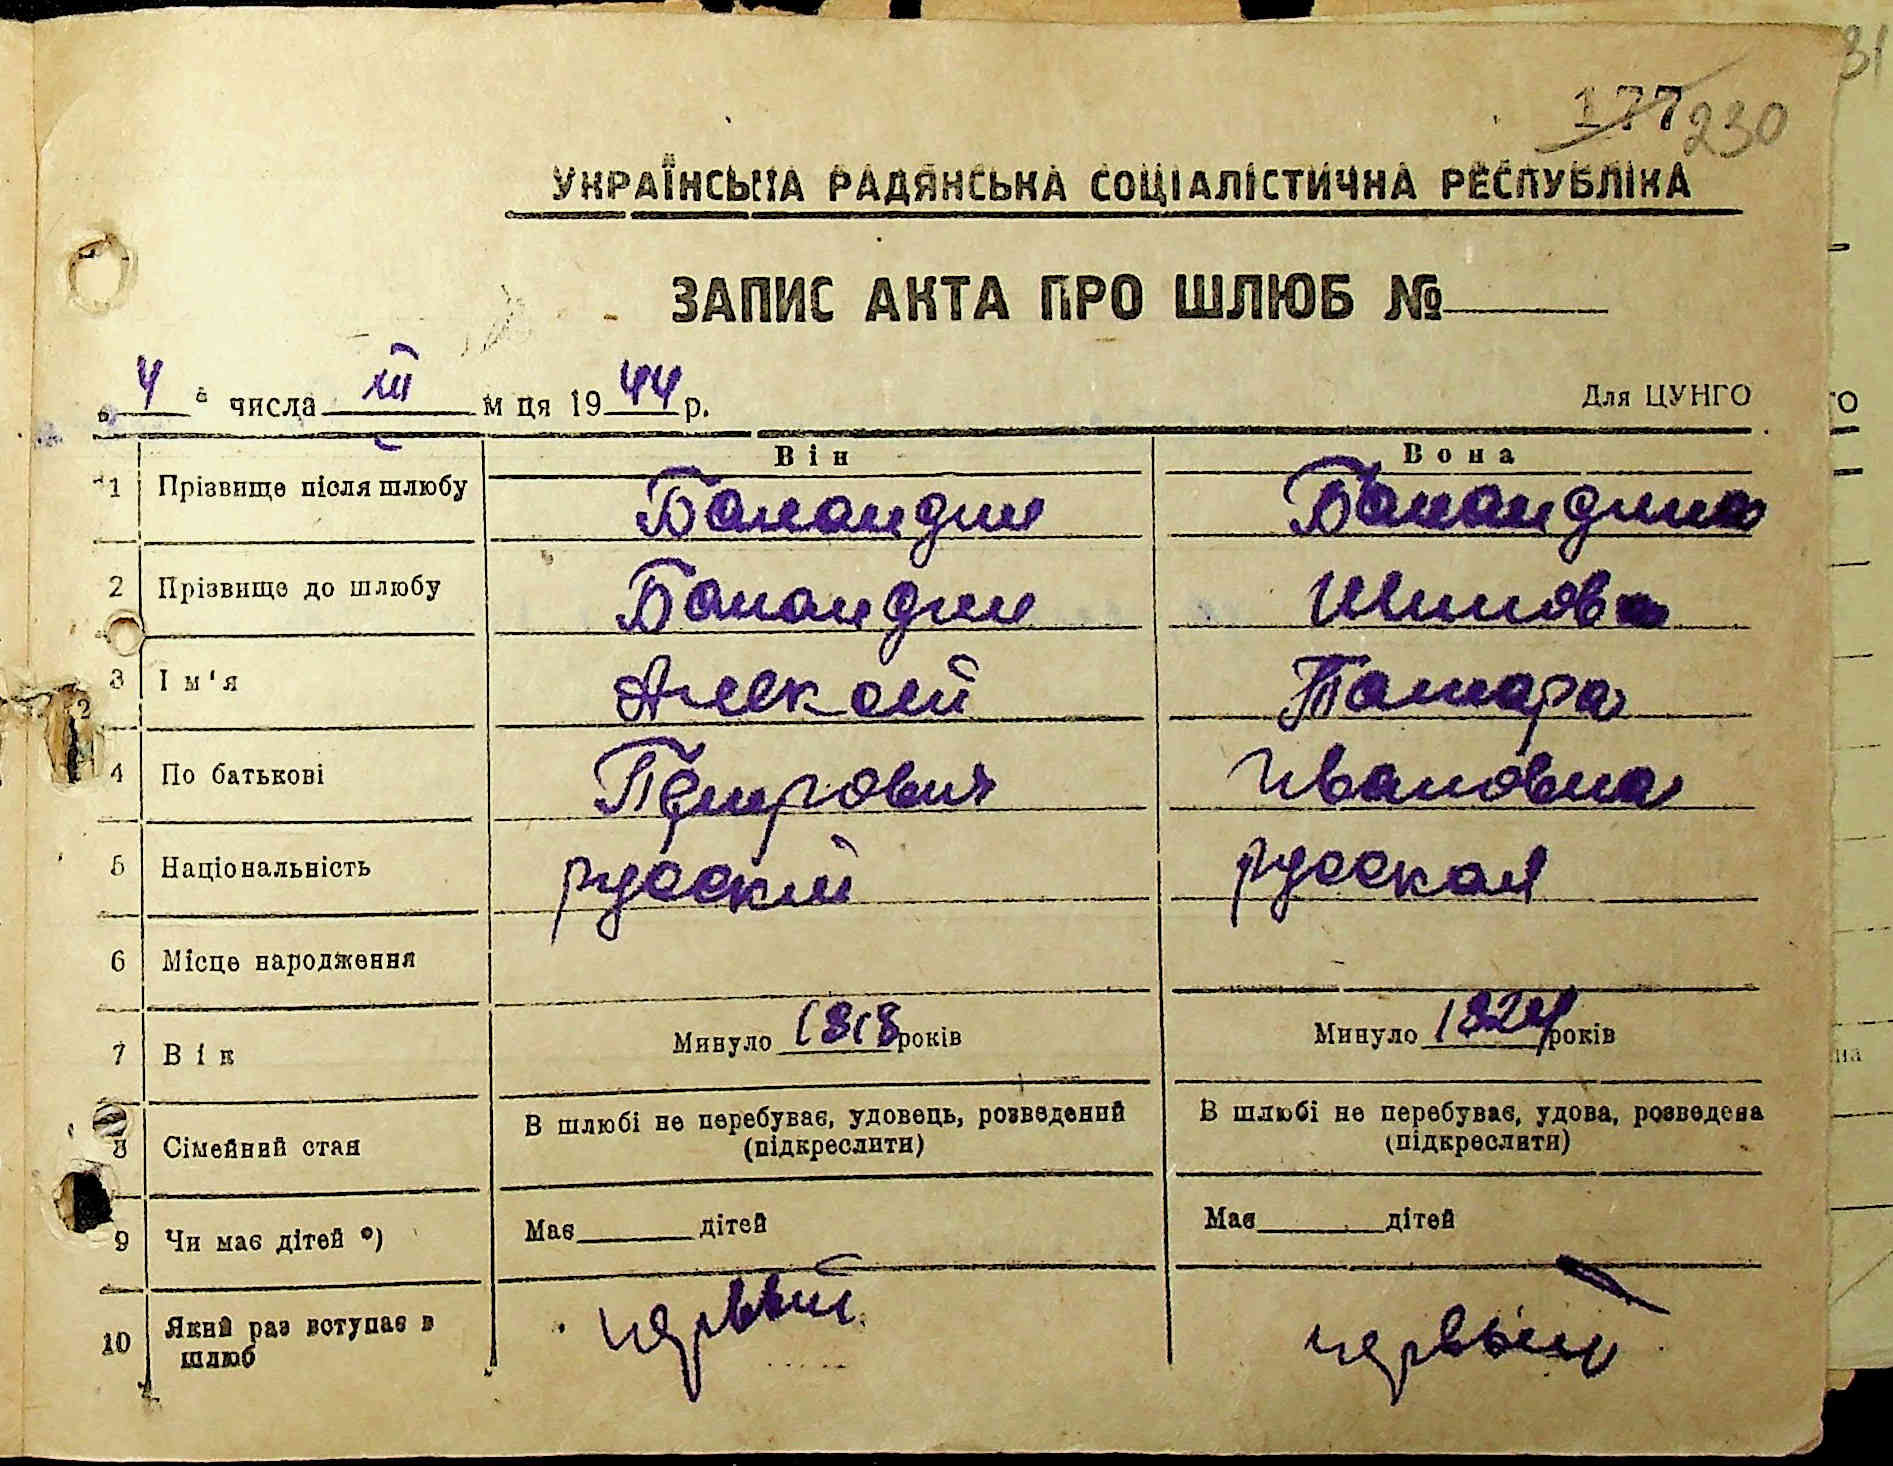 31
177 230
УКРАЇНСЬКА РАДЯНСЬКА СОЦІАЛІСТИЧНА РЕСПУБЛІКА
ЗАПИС АКТА ПРО ШЛЮБ №
„ 4 “ числа III м ця 1944 р. Для ЦУНГО
Він Вона
1 Прізвище після шлюбу Баландин Баландина
2 Прізвище до шлюбу Баландин
3 Ім'я Алексей Тамара
4 По батькові Петрович Ивановна
5 Національність русский русская
6 Місце народження
7 Вік Минуло 1918 років Минуло 1924 років
8 Сімейний стан В шлюбі не перебуває, удовець, розведений (підкреслити) В шлюбі не перебуває, удова, розведена (підкреслити)
9 Чи має дітей *) Має дітей Має дітей
10 Який раз вступає в шлюб первый первый